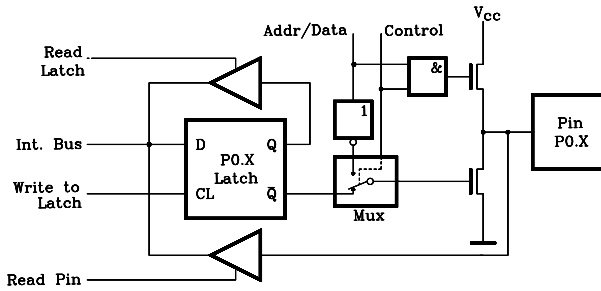 Read
Latch
Addr/Data
Control
VCC
&
1
Int. Bus
D
P0.X
Latch
Q
Write to
Latch
CL
Q̅
Mux
Pin
P0.X
Read Pin